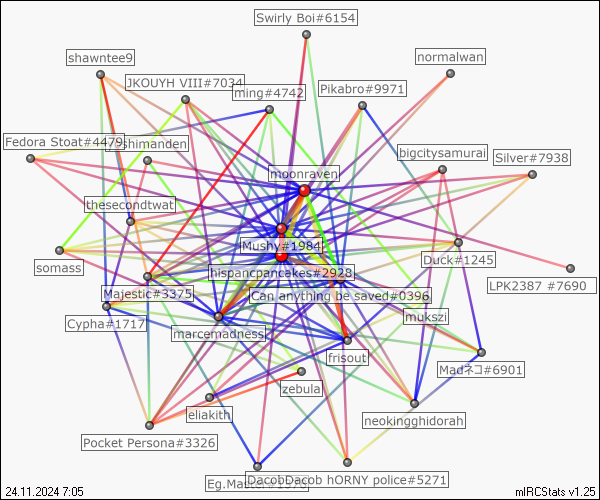 Swirly Boi#6154
shawntee9
normalwan
JKOUYH VIII#7034
ming#4742
Pikabro#9971
Fedora Stoat#4479
shimanden
bigcitysamurai
Silver#7938
moonraven
thesecondtwat
Mushy#1984
Duck#1245
somass
hispancpancakes#2928
LPK2387 #7690
Majestic#3375
Can anything be saved#0396
Cypha#1717
mukszi
marcemadness
frisout
Madネコ#6901
zebula
eliakith
neokingghidorah
Pocket Persona#3326
Eg.Master#1370
DacobDacob hORNY police#5271
24.11.2024 7:05
mIRCStats v1.25